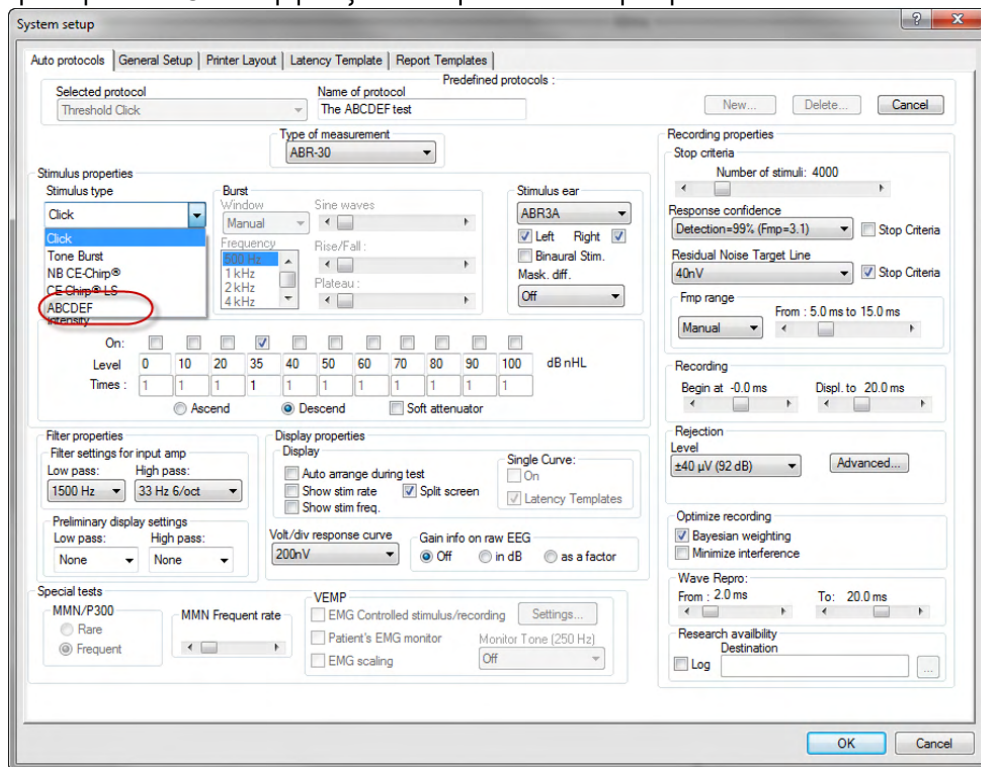 System setup
Auto protocols General Setup Printer Layout Latency Template Report Templates
Predefined protocols :
Selected protocol
Threshold Click
Name of protocol
The ABCDEF test
New... Delete... Cancel
Type of measurement
ABR-30
Stimulus properties
Stimulus type
Click
Click
Tone Burst
NB CE-Chirp®
CE-Chirp® LS
ABCDEF
Burst
Window
Manual
Sine waves
Frequency
500 Hz
1 kHz
2 kHz
4 kHz
Rise/Fall :
Plateau :
Stimulus ear
ABR3A
Left Right
Binaural Stim.
Mask. diff.
Off
Intensity
On:
Level 0 10 20 35 40 50 60 70 80 90 100 dB nHL
Times : 1 1 1 1 1 1 1 1 1 1 1
Ascend Descend Soft attenuator
Filter properties
Filter settings for input amp
Low pass: High pass:
1500 Hz 33 Hz 6/oct
Preliminary display settings
Low pass: High pass:
None None
Display properties
Display
Auto arrange during test
Show stim rate Split screen
Show stim freq.
Single Curve:
On
Latency Templates
Volt/div response curve
200nV
Gain info on raw EEG
Off in dB as a factor
Special tests
MMN/P300
Rare
Frequent
MMN Frequent rate
VEMP
EMG Controlled stimulus/recording Settings...
Patient's EMG monitor
EMG scaling
Monitor Tone (250 Hz)
Off
Recording properties
Stop criteria
Number of stimuli: 4000
Response confidence
Detection=99% (Fmp=3.1) Stop Criteria
Residual Noise Target Line
40nV Stop Criteria
Fmp range
Manual
From : 5.0 ms to 15.0 ms
Recording
Begin at -0.0 ms Displ. to 20.0 ms
Rejection
Level
±40 µV (92 dB) Advanced...
Optimize recording
Bayesian weighting
Minimize interference
Wave Repro:
From : 2.0 ms To: 20.0 ms
Research availbility
Destination
Log ...
OK Cancel